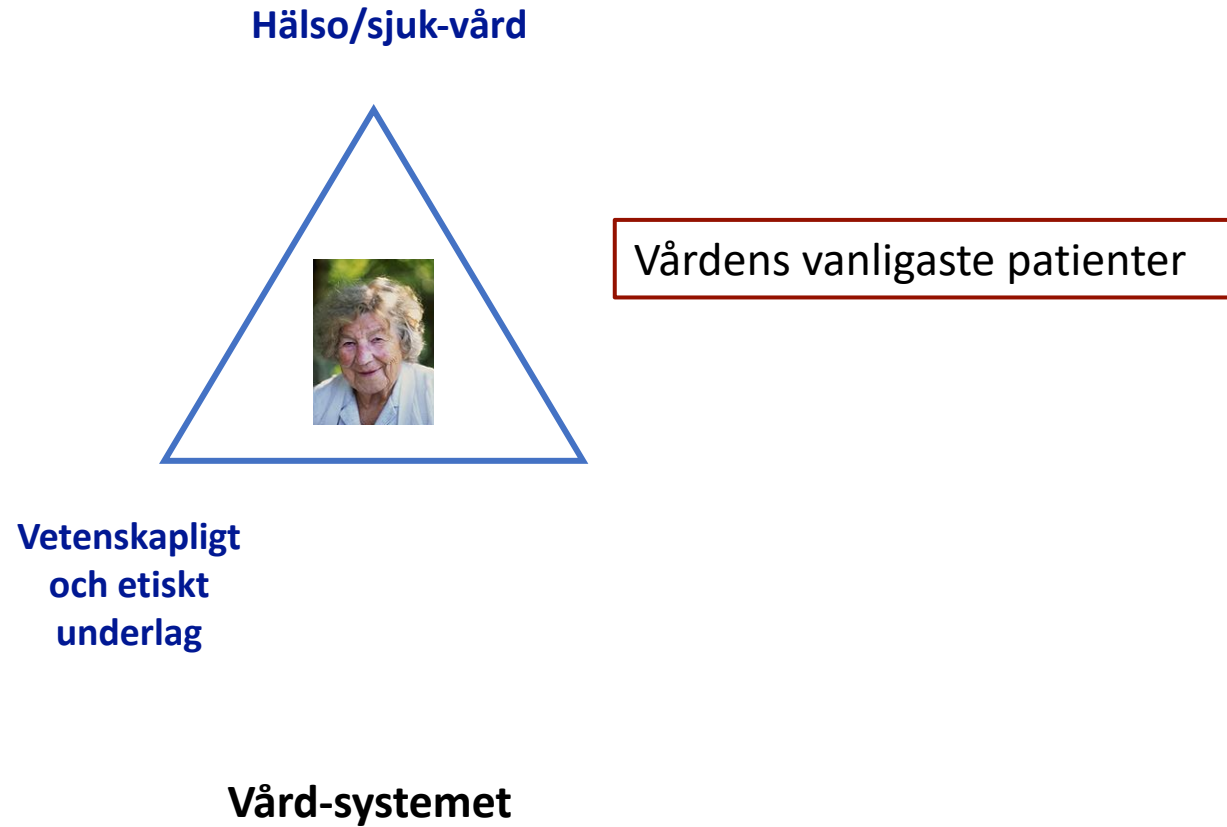 Hälso/sjuk-vård
Vårdens vanligaste patienter
Vetenskapligt
och etiskt
underlag
Vård-systemet